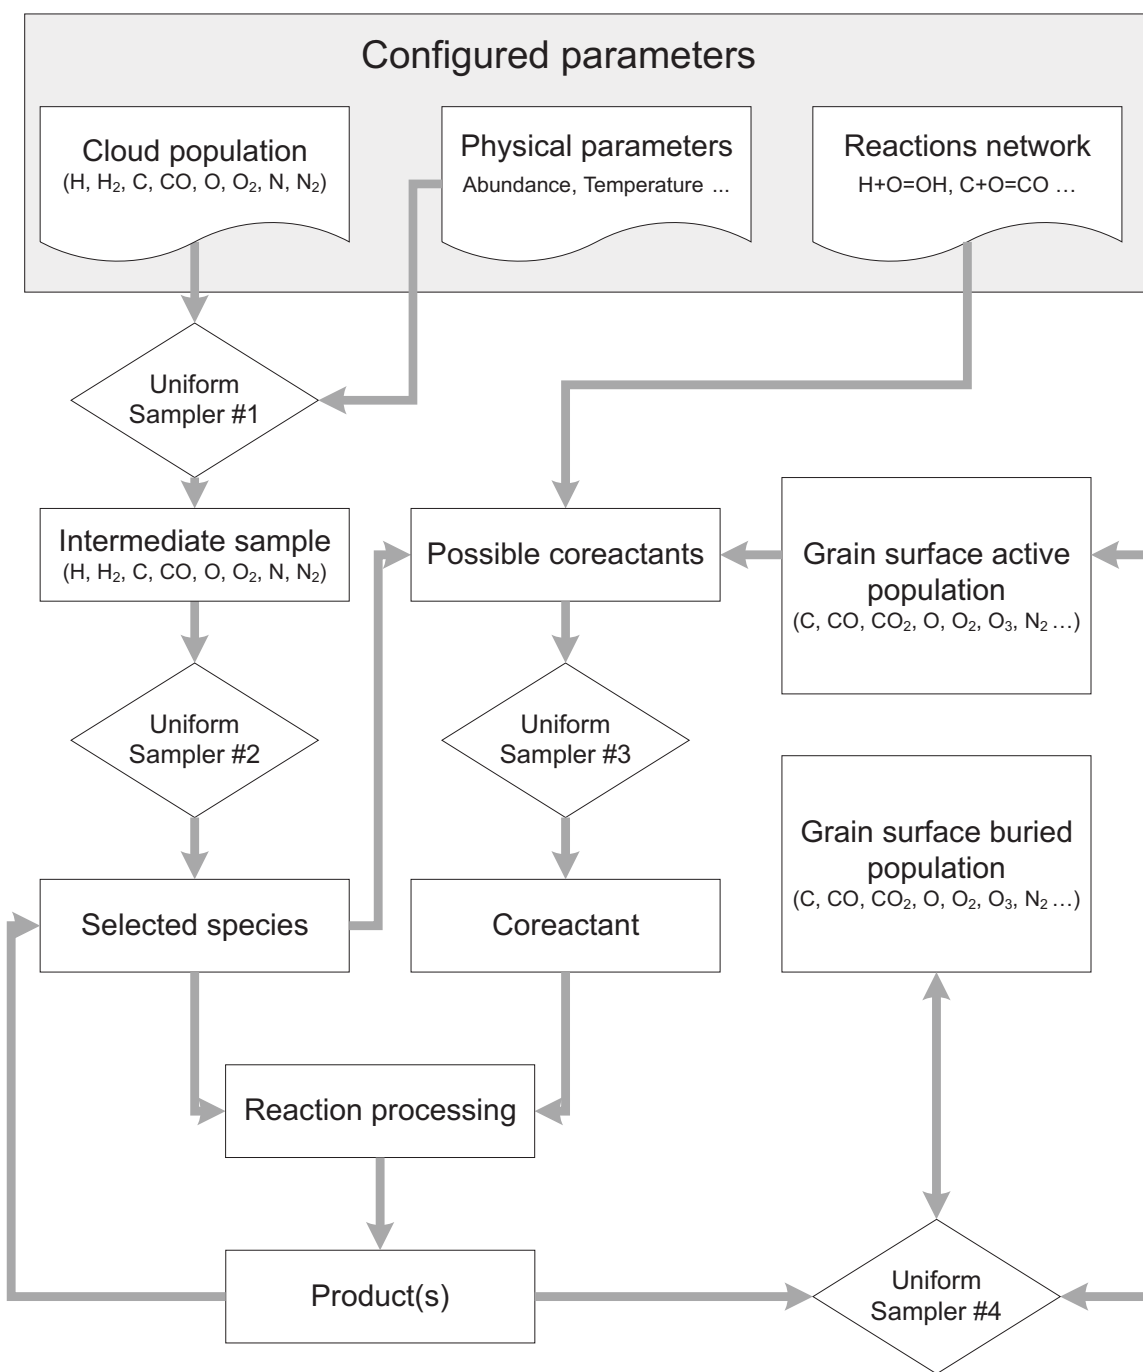 Configured parameters
Cloud population
(H, H₂, C, CO, O, O₂, N, N₂)
Physical parameters
Abundance, Temperature ...
Reactions network
H+O=OH, C+O=CO …
Uniform
Sampler #1
Intermediate sample
(H, H₂, C, CO, O, O₂, N, N₂)
Possible coreactants
Grain surface active
population
(C, CO, CO₂, O, O₂, O₃, N₂ …)
Uniform
Sampler #2
Uniform
Sampler #3
Grain surface buried
population
(C, CO, CO₂, O, O₂, O₃, N₂ …)
Selected species
Coreactant
Reaction processing
Product(s)
Uniform
Sampler #4